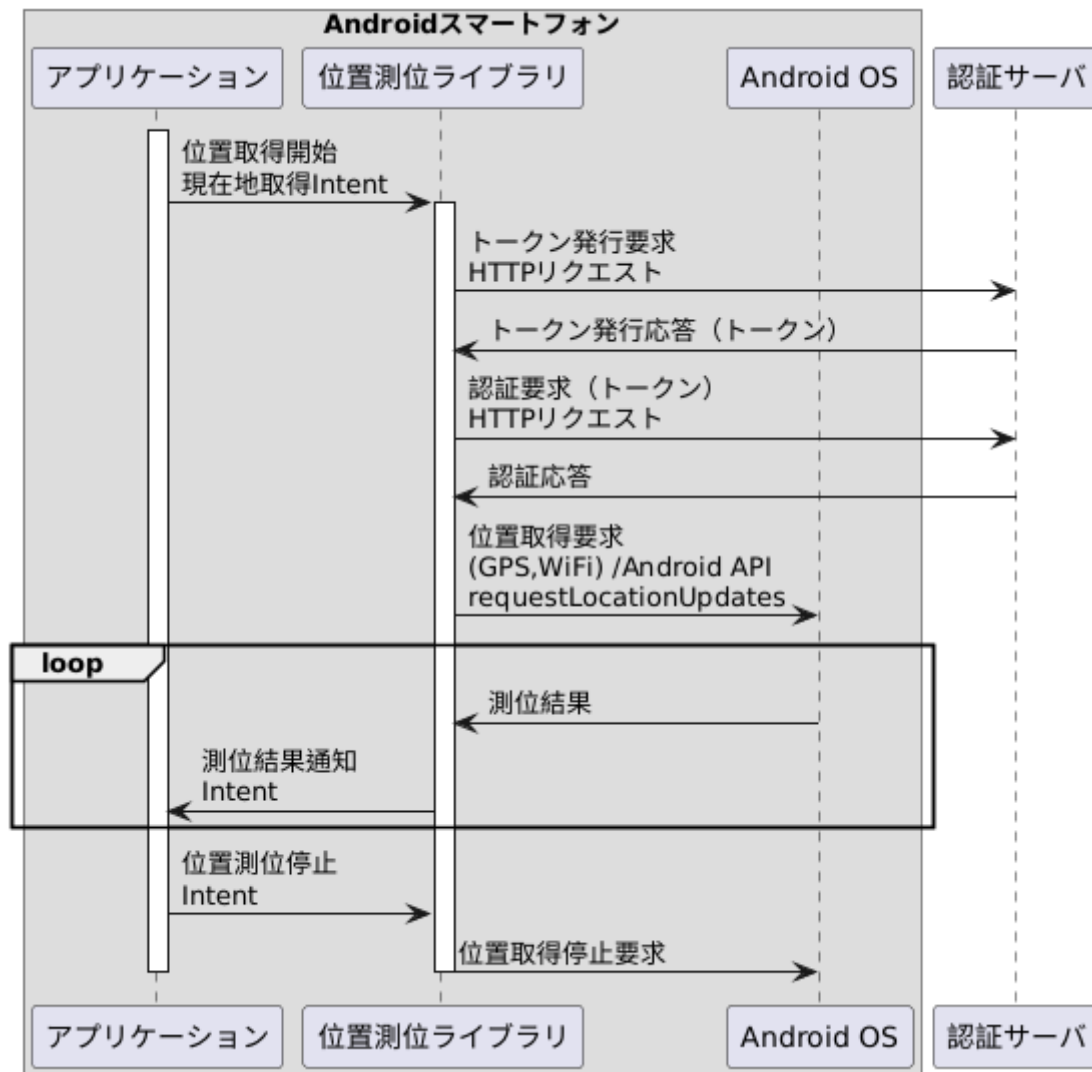 Androidスマートフォン
アプリケーション
位置測位ライブラリ
Android OS
認証サーバ
位置取得開始
現在地取得Intent
トークン発行要求
HTTPリクエスト
トークン発行応答（トークン）
認証要求（トークン）
HTTPリクエスト
認証応答
位置取得要求
(GPS,WiFi) /Android API
requestLocationUpdates
loop
測位結果
測位結果通知
Intent
位置測位停止
Intent
位置取得停止要求
アプリケーション
位置測位ライブラリ
Android OS
認証サーバ